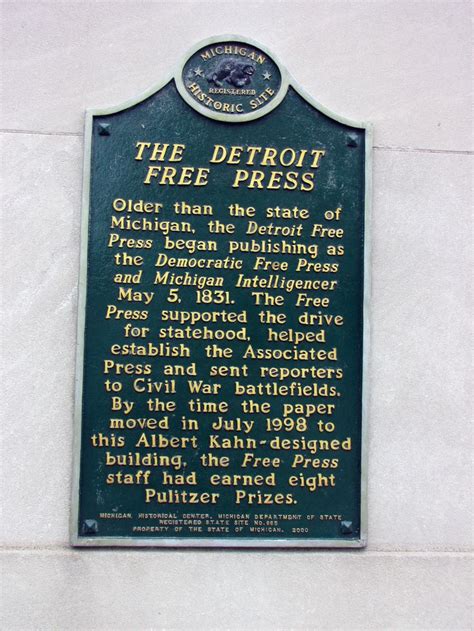 MICHIGAN
REGISTERED
HISTORIC SITE
THE DETROIT
FREE PRESS
Older than the state of
Michigan, the Detroit Free
Press began publishing as
the Democratic Free Press
and Michigan Intelligencer
May 5, 1831. The Free
Press supported the drive
for statehood, helped
establish the Associated
Press and sent reporters
to Civil War battlefields.
By the time the paper
moved in July 1998 to
this Albert Kahn-designed
building, the Free Press
staff had earned eight
Pulitzer Prizes.
MICHIGAN HISTORICAL CENTER, MICHIGAN DEPARTMENT OF STATE
REGISTERED STATE SITE NO.
PROPERTY OF THE STATE OF MICHIGAN, 2000